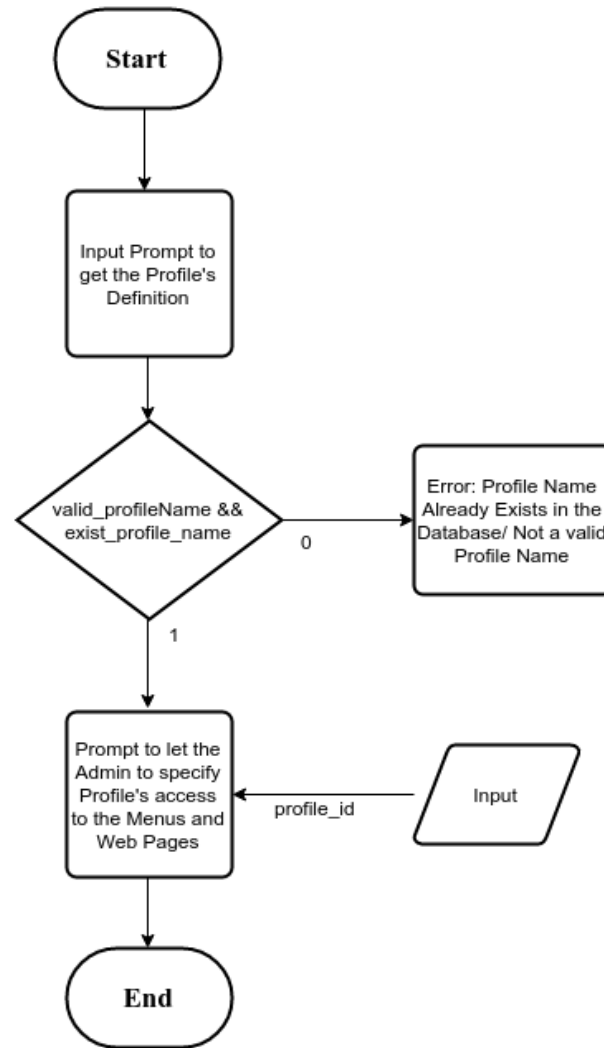 Start
Input Prompt to
get the Profile's
Definition
valid_profileName &&
exist_profile_name
0
Error: Profile Name
Already Exists in the
Database/ Not a valid
Profile Name
1
Prompt to let the
Admin to specify
Profile's access
to the Menus and
Web Pages
profile_id
Input
End